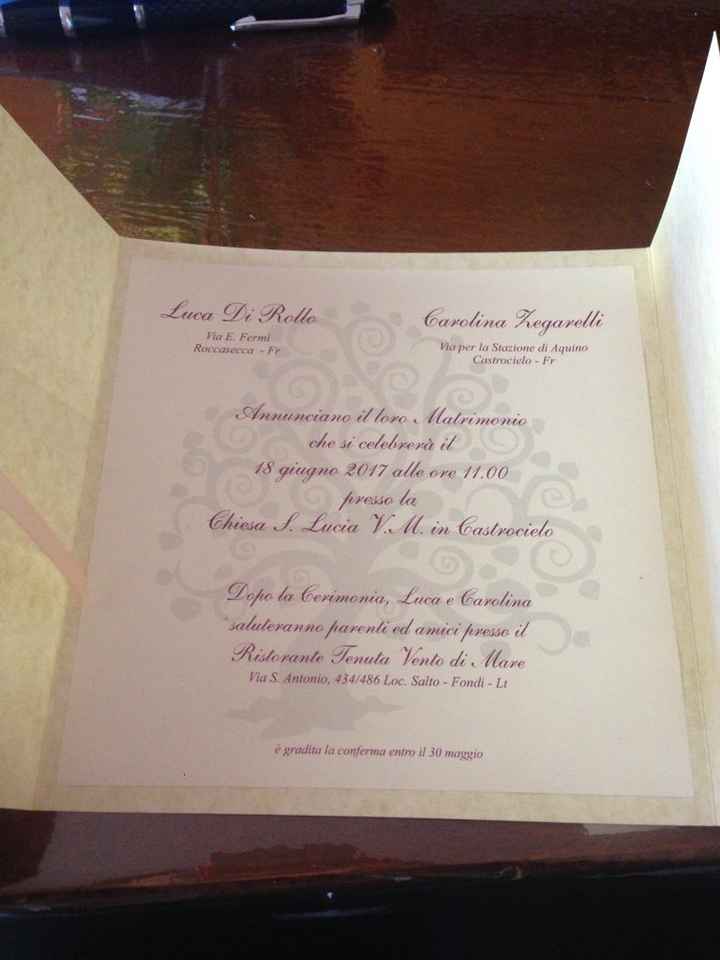 Luca Di Rollo
Via E. Fermi
Roccasecca - Fr
Carolina Zegarelli
Via per la Stazione di Aquino
Castrocielo - Fr
Annunciano il loro Matrimonio
che si celebrerà il
18 giugno 2017 alle ore 11.00
presso la
Chiesa S. Lucia V.M. in Castrocielo
Dopo la Cerimonia, Luca e Carolina
saluteranno parenti ed amici presso il
Ristorante Tenuta Vento di Mare
Via S. Antonio, 434/486 Loc. Salto - Fondi - Lt
è gradita la conferma entro il 30 maggio